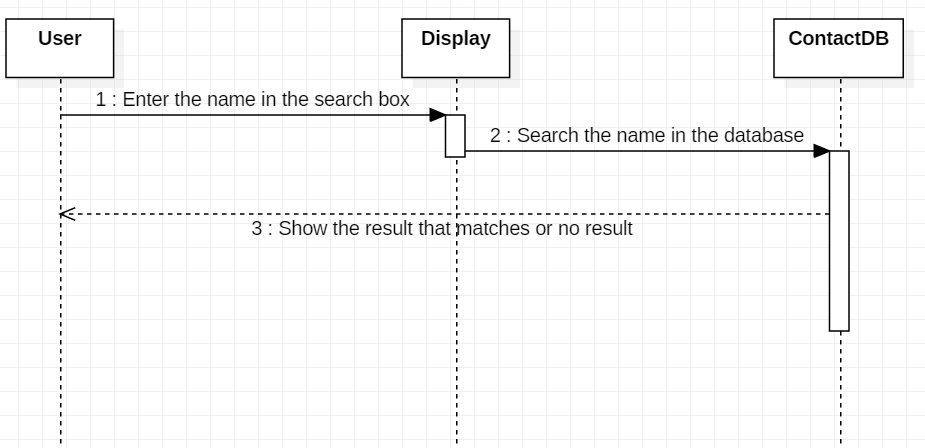 User
Display
ContactDB
1 : Enter the name in the search box
2 : Search the name in the database
3 : Show the result that matches or no result